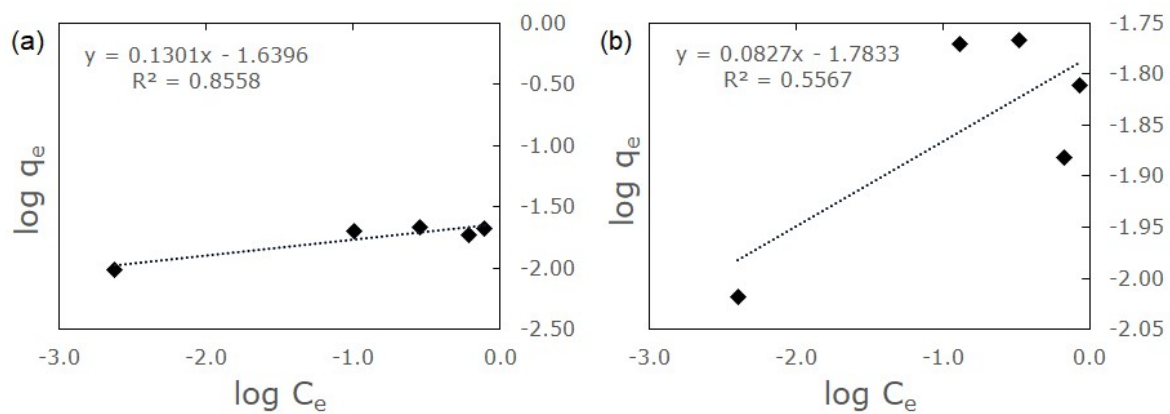 (a)
y = 0.1301x - 1.6396
R² = 0.8558
0.00
-0.50
-1.00
-1.50
-2.00
-2.50
log qₑ
-3.0 -2.0 -1.0 0.0
log Cₑ
(b)
y = 0.0827x - 1.7833
R² = 0.5567
-1.75
-1.80
-1.85
-1.90
-1.95
-2.00
-2.05
log qₑ
-3.0 -2.0 -1.0 0.0
log Cₑ